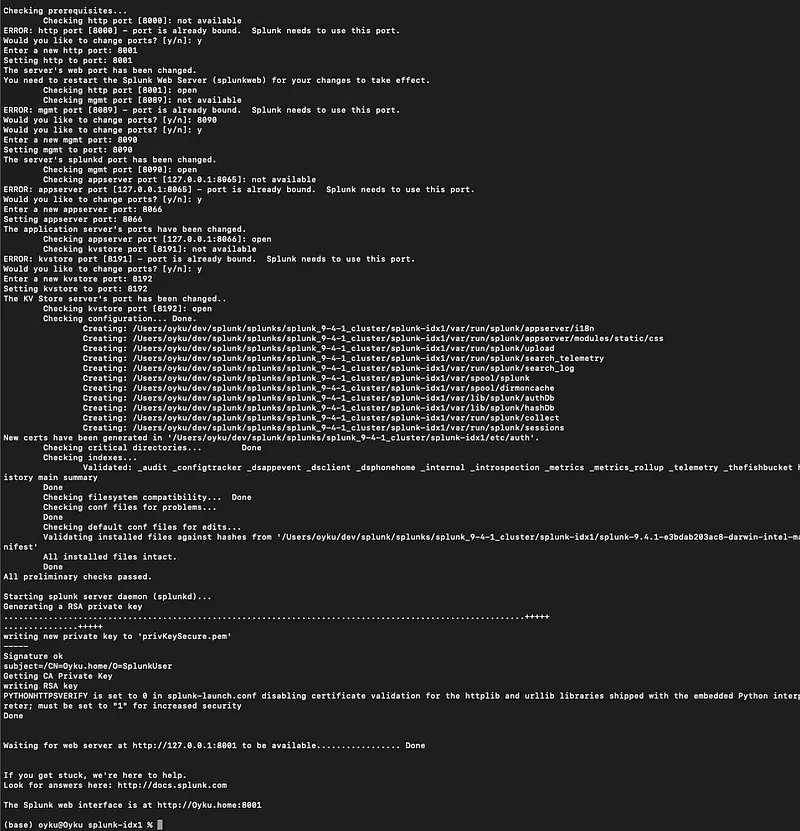 Checking prerequisites...
Checking http port [8000]: not available
ERROR: http port [8000] - port is already bound.  Splunk needs to use this port.
Would you like to change ports? [y/n]: y
Enter a new http port: 8001
Setting http to port: 8001
The server's web port has been changed.
You need to restart the Splunk Web Server (splunkweb) for your changes to take effect.
Checking http port [8001]: open
Checking mgmt port [8089]: not available
ERROR: mgmt port [8089] - port is already bound.  Splunk needs to use this port.
Would you like to change ports? [y/n]: 8090
Would you like to change ports? [y/n]: y
Enter a new mgmt port: 8090
Setting mgmt to port: 8090
The server's splunkd port has been changed.
Checking mgmt port [8090]: open
Checking appserver port [127.0.0.1:8065]: not available
ERROR: appserver port [127.0.0.1:8065] - port is already bound.  Splunk needs to use this port.
Would you like to change ports? [y/n]: y
Enter a new appserver port: 8066
Setting appserver port: 8066
The application server's ports have been changed.
Checking appserver port [127.0.0.1:8066]: open
Checking kvstore port [8191]: not available
ERROR: kvstore port [8191] - port is already bound.  Splunk needs to use this port.
Would you like to change ports? [y/n]: y
Enter a new kvstore port: 8192
Setting kvstore to port: 8192
The KV Store server's port has been changed..
Checking kvstore port [8192]: open
Checking configuration... Done.
Creating: /Users/oyku/dev/splunk/splunks/splunk_9-4-1_cluster/splunk-idx1/var/run/splunk/appserver/i18n
Creating: /Users/oyku/dev/splunk/splunks/splunk_9-4-1_cluster/splunk-idx1/var/run/splunk/appserver/modules/static/css
Creating: /Users/oyku/dev/splunk/splunks/splunk_9-4-1_cluster/splunk-idx1/var/run/splunk/upload
Creating: /Users/oyku/dev/splunk/splunks/splunk_9-4-1_cluster/splunk-idx1/var/run/splunk/search_telemetry
Creating: /Users/oyku/dev/splunk/splunks/splunk_9-4-1_cluster/splunk-idx1/var/run/splunk/search_log
Creating: /Users/oyku/dev/splunk/splunks/splunk_9-4-1_cluster/splunk-idx1/var/spool/splunk
Creating: /Users/oyku/dev/splunk/splunks/splunk_9-4-1_cluster/splunk-idx1/var/spool/dirmoncache
Creating: /Users/oyku/dev/splunk/splunks/splunk_9-4-1_cluster/splunk-idx1/var/lib/splunk/authDb
Creating: /Users/oyku/dev/splunk/splunks/splunk_9-4-1_cluster/splunk-idx1/var/lib/splunk/hashDb
Creating: /Users/oyku/dev/splunk/splunks/splunk_9-4-1_cluster/splunk-idx1/var/run/splunk/collect
Creating: /Users/oyku/dev/splunk/splunks/splunk_9-4-1_cluster/splunk-idx1/var/run/splunk/sessions
New certs have been generated in '/Users/oyku/dev/splunk/splunks/splunk_9-4-1_cluster/splunk-idx1/etc/auth'.
Checking critical directories...        Done
Checking indexes...
Validated: _audit _configtracker _dsappevent _dsclient _dsphonehome _internal _introspection _metrics _metrics_rollup _telemetry _thefishbucket h
istory main summary
Done
Checking filesystem compatibility...  Done
Checking conf files for problems...
Done
Checking default conf files for edits...
Validating installed files against hashes from '/Users/oyku/dev/splunk/splunks/splunk_9-4-1_cluster/splunk-idx1/splunk-9.4.1-e3bdab203ac8-darwin-intel-ma
nifest'
All installed files intact.
Done
All preliminary checks passed.
Starting splunk server daemon (splunkd)...
Generating a RSA private key
.........................................................................................................+++++
...............+++++
writing new private key to 'privKeySecure.pem'
-----
Signature ok
subject=/CN=Oyku.home/O=SplunkUser
Getting CA Private Key
writing RSA key
PYTHONHTTPSVERIFY is set to 0 in splunk-launch.conf disabling certificate validation for the httplib and urllib libraries shipped with the embedded Python interp
reter; must be set to "1" for increased security
Done
Waiting for web server at http://127.0.0.1:8001 to be available................. Done
If you get stuck, we're here to help.
Look for answers here: http://docs.splunk.com
The Splunk web interface is at http://Oyku.home:8001
(base) oyku@Oyku splunk-idx1 %